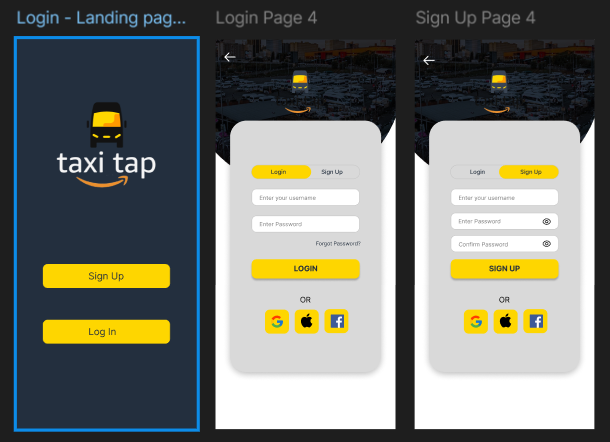 Login - Landing pag...
taxi tap
Sign Up
Log In
Login Page 4
Login
Sign Up
Enter your username
Enter Password
Forgot Password?
LOGIN
OR
Sign Up Page 4
Login
Sign Up
Enter your username
Enter Password
Confirm Password
SIGN UP
OR